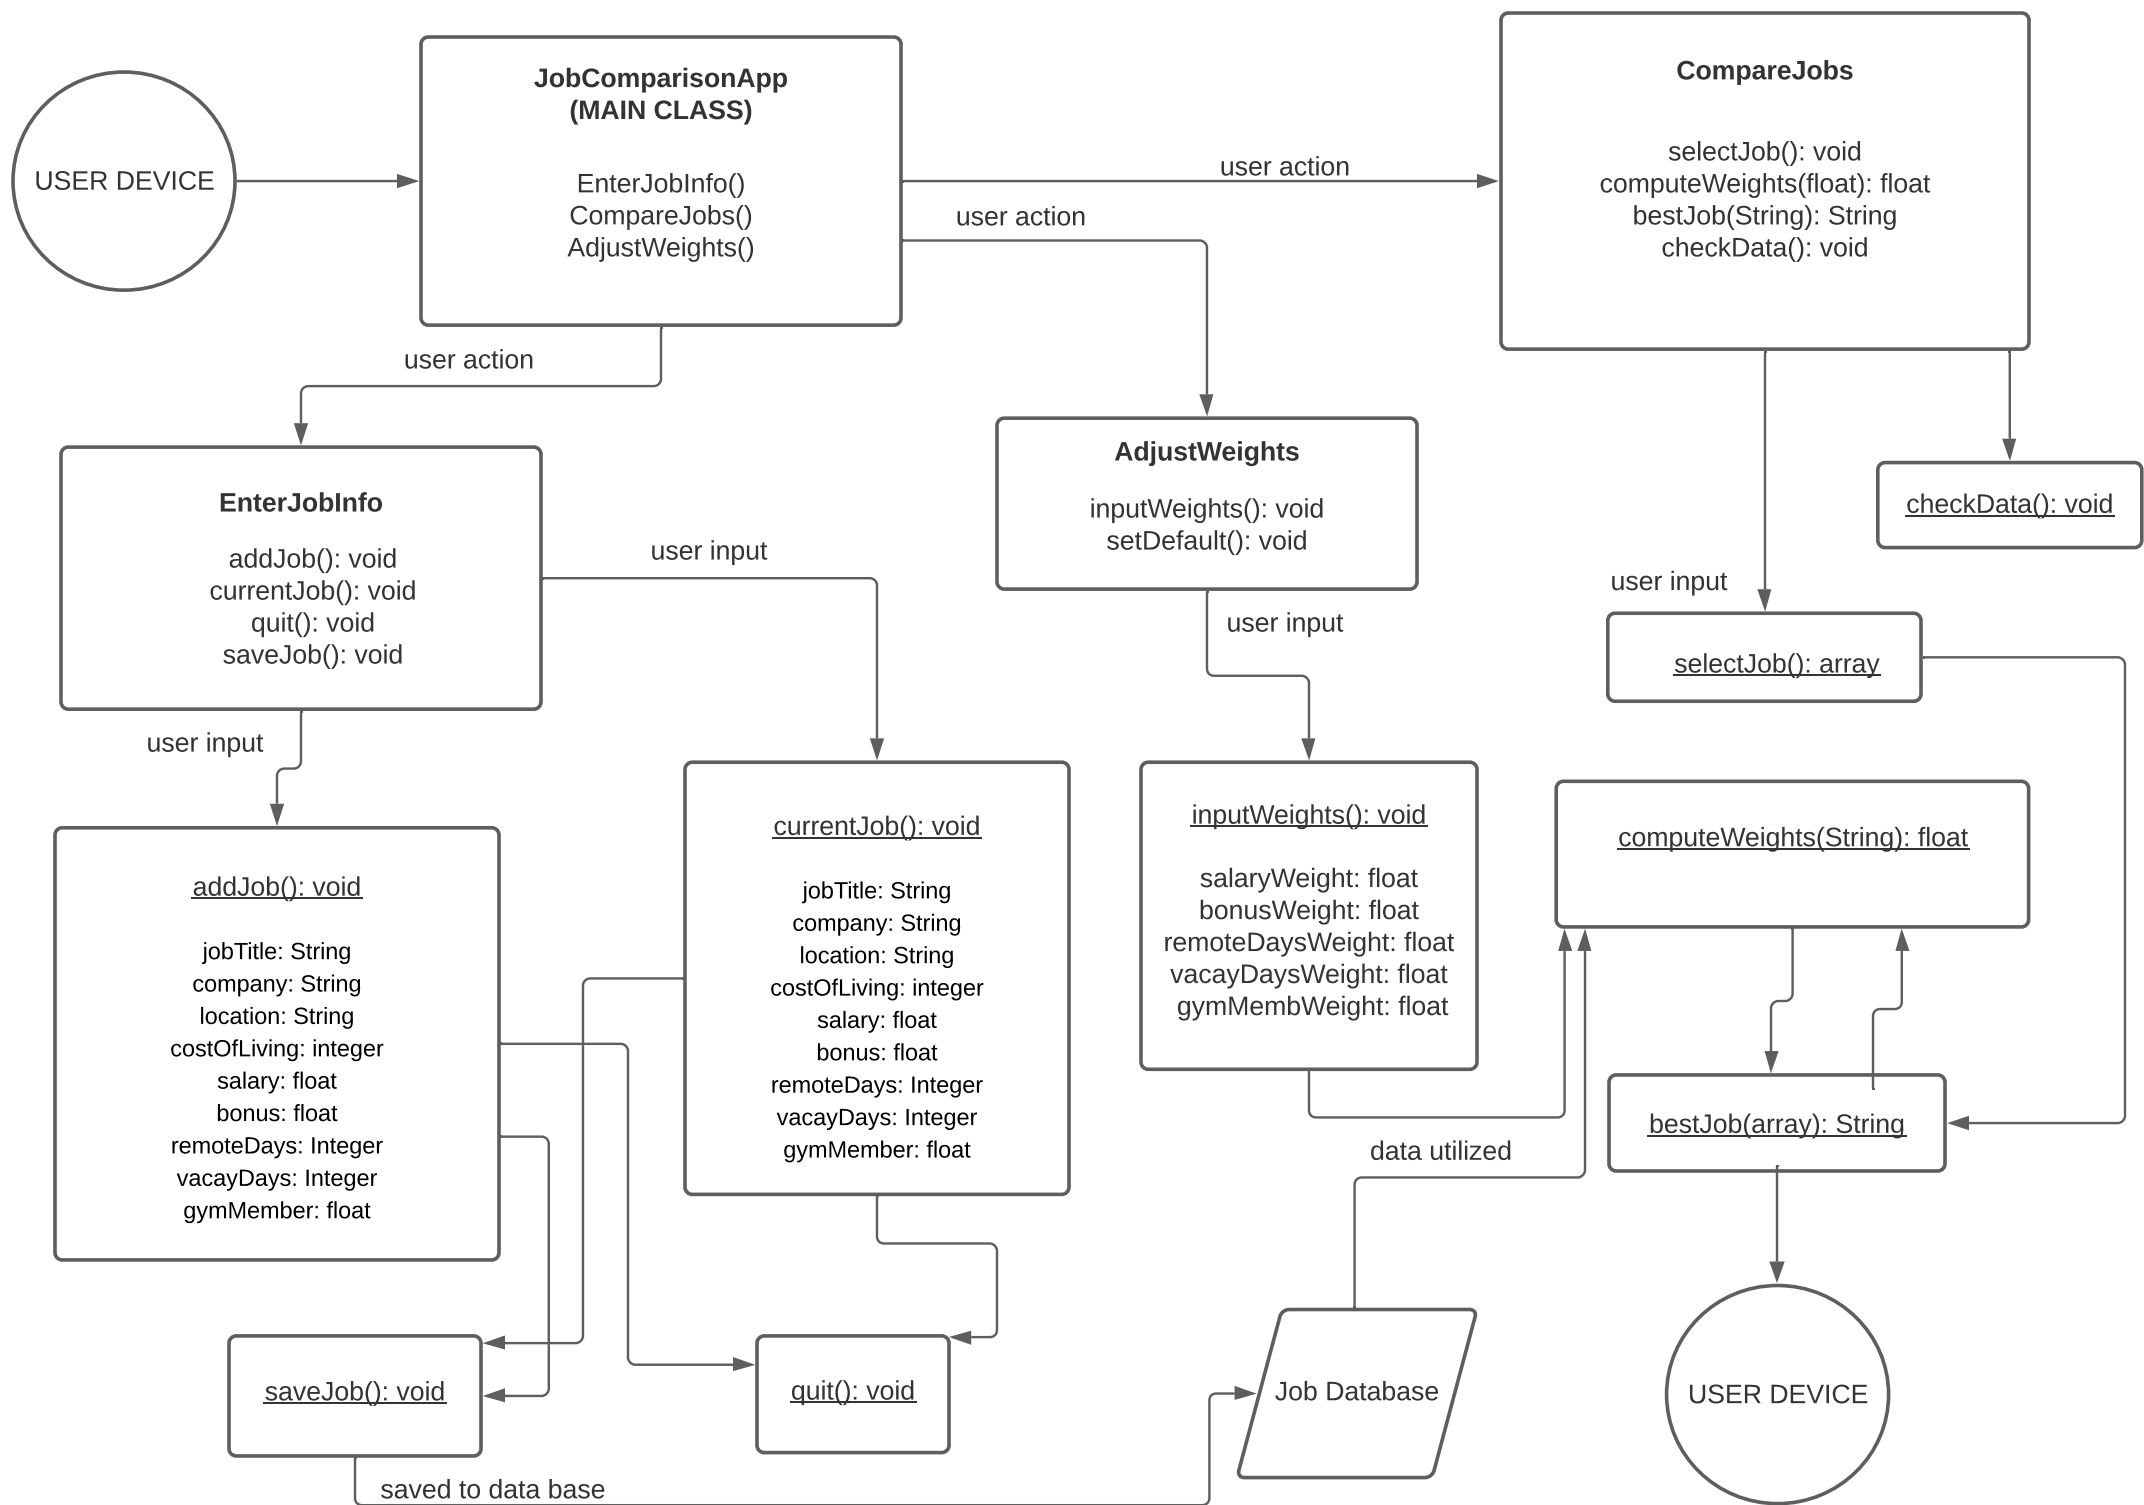 USER DEVICE
JobComparisonApp
(MAIN CLASS)
EnterJobInfo()
CompareJobs()
AdjustWeights()
user action
user action
user action
CompareJobs
selectJob(): void
computeWeights(float): float
bestJob(String): String
checkData(): void
EnterJobInfo
addJob(): void
currentJob(): void
quit(): void
saveJob(): void
user input
user input
AdjustWeights
inputWeights(): void
setDefault(): void
user input
checkData(): void
user input
selectJob(): array
addJob(): void
jobTitle: String
company: String
location: String
costOfLiving: integer
salary: float
bonus: float
remoteDays: Integer
vacayDays: Integer
gymMember: float
currentJob(): void
jobTitle: String
company: String
location: String
costOfLiving: integer
salary: float
bonus: float
remoteDays: Integer
vacayDays: Integer
gymMember: float
inputWeights(): void
salaryWeight: float
bonusWeight: float
remoteDaysWeight: float
vacayDaysWeight: float
gymMembWeight: float
computeWeights(String): float
bestJob(array): String
data utilized
saveJob(): void
quit(): void
Job Database
USER DEVICE
saved to data base